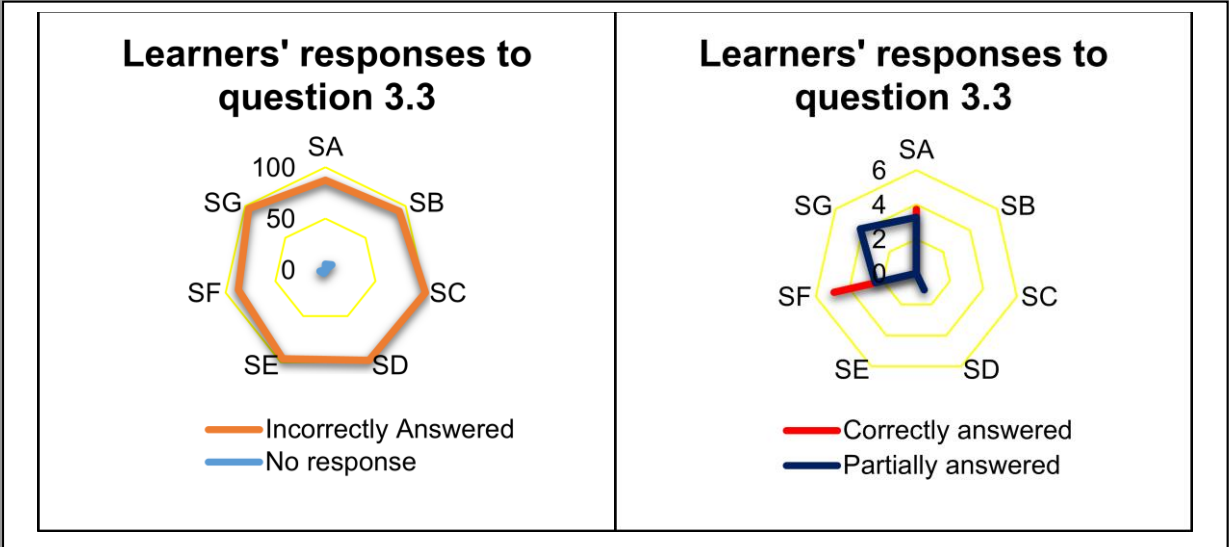 Learners' responses to
question 3.3
SA
100
SG
SB
50
0
SF
SC
SE
SD
Incorrectly Answered
No response
Learners' responses to
question 3.3
SA
6
SG
4
SB
2
0
SF
SC
SE
SD
Correctly answered
Partially answered